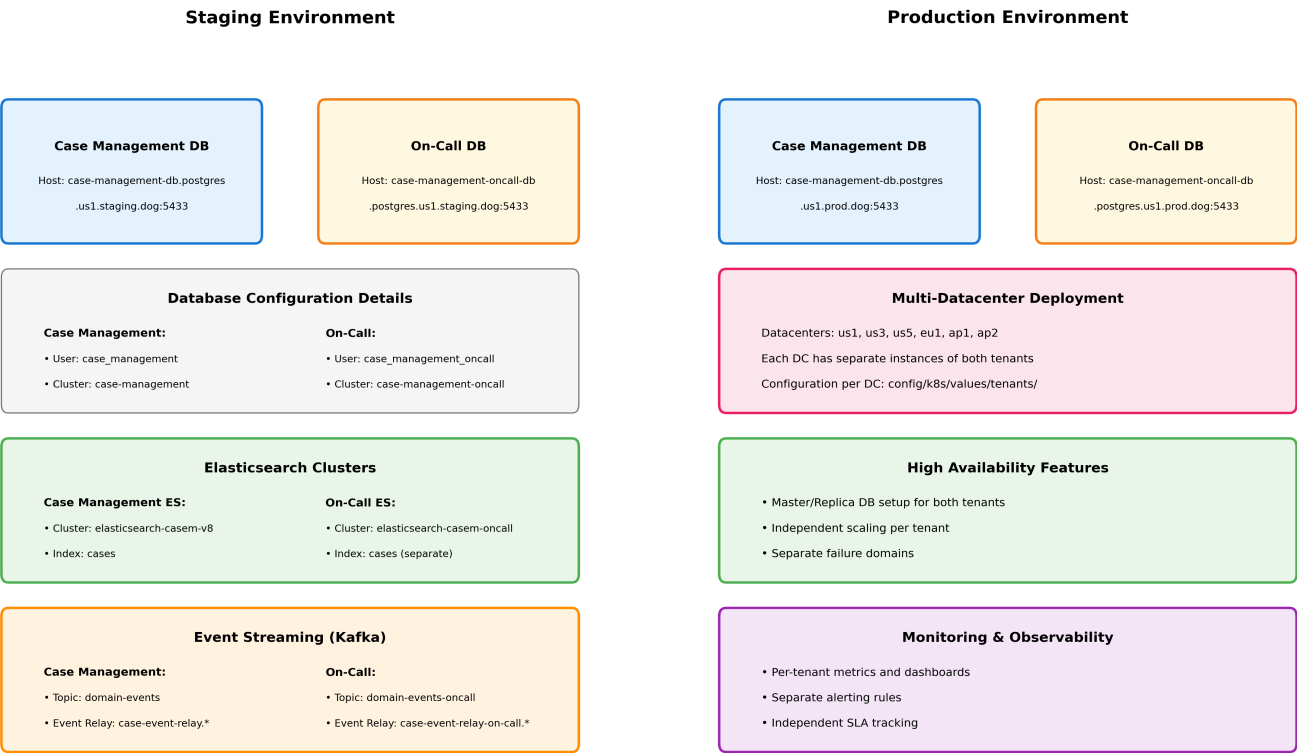 Staging Environment
Case Management DB
Host: case-management-db.postgres
.us1.staging.dog:5433
On-Call DB
Host: case-management-oncall-db
.postgres.us1.staging.dog:5433
Database Configuration Details
Case Management:
• User: case_management
• Cluster: case-management
On-Call:
• User: case_management_oncall
• Cluster: case-management-oncall
Elasticsearch Clusters
Case Management ES:
• Cluster: elasticsearch-casem-v8
• Index: cases
On-Call ES:
• Cluster: elasticsearch-casem-oncall
• Index: cases (separate)
Event Streaming (Kafka)
Case Management:
• Topic: domain-events
• Event Relay: case-event-relay.*
On-Call:
• Topic: domain-events-oncall
• Event Relay: case-event-relay-on-call.*
Production Environment
Case Management DB
Host: case-management-db.postgres
.us1.prod.dog:5433
On-Call DB
Host: case-management-oncall-db
.postgres.us1.prod.dog:5433
Multi-Datacenter Deployment
Datacenters: us1, us3, us5, eu1, ap1, ap2
Each DC has separate instances of both tenants
Configuration per DC: config/k8s/values/tenants/
High Availability Features
• Master/Replica DB setup for both tenants
• Independent scaling per tenant
• Separate failure domains
Monitoring & Observability
• Per-tenant metrics and dashboards
• Separate alerting rules
• Independent SLA tracking